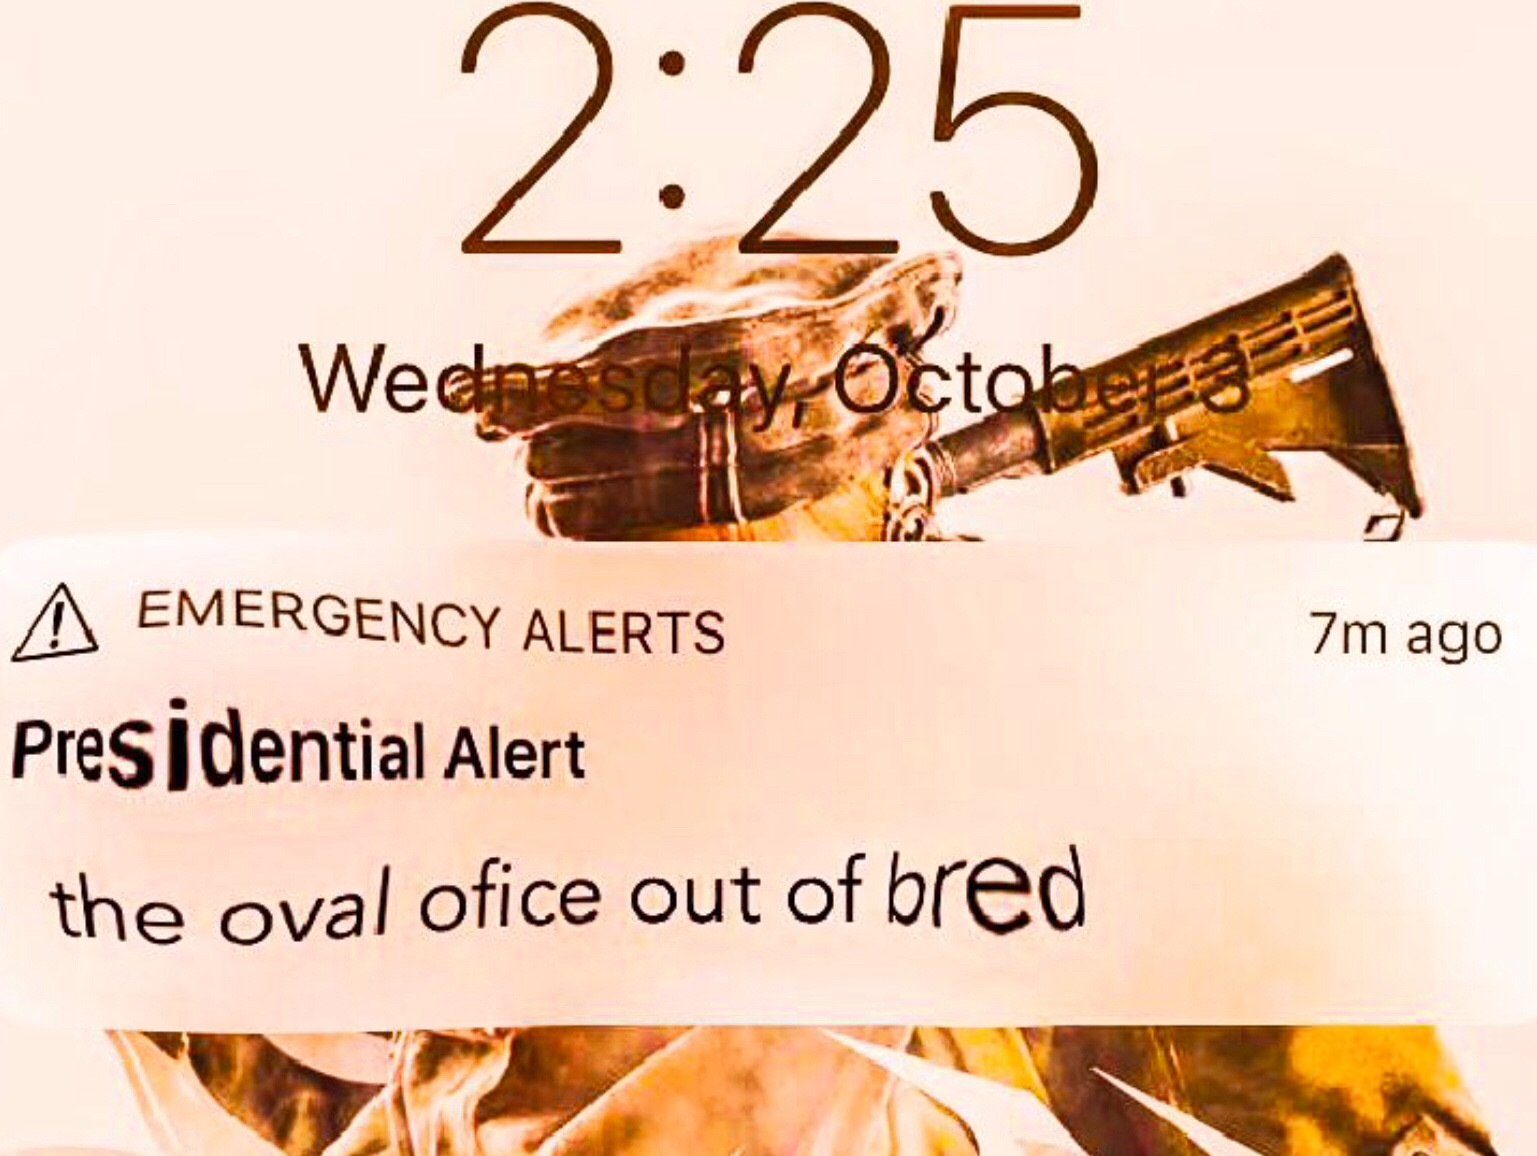 2:25
Wednesday, October 3
EMERGENCY ALERTS
7m ago
Presidential Alert
the oval ofice out of bred